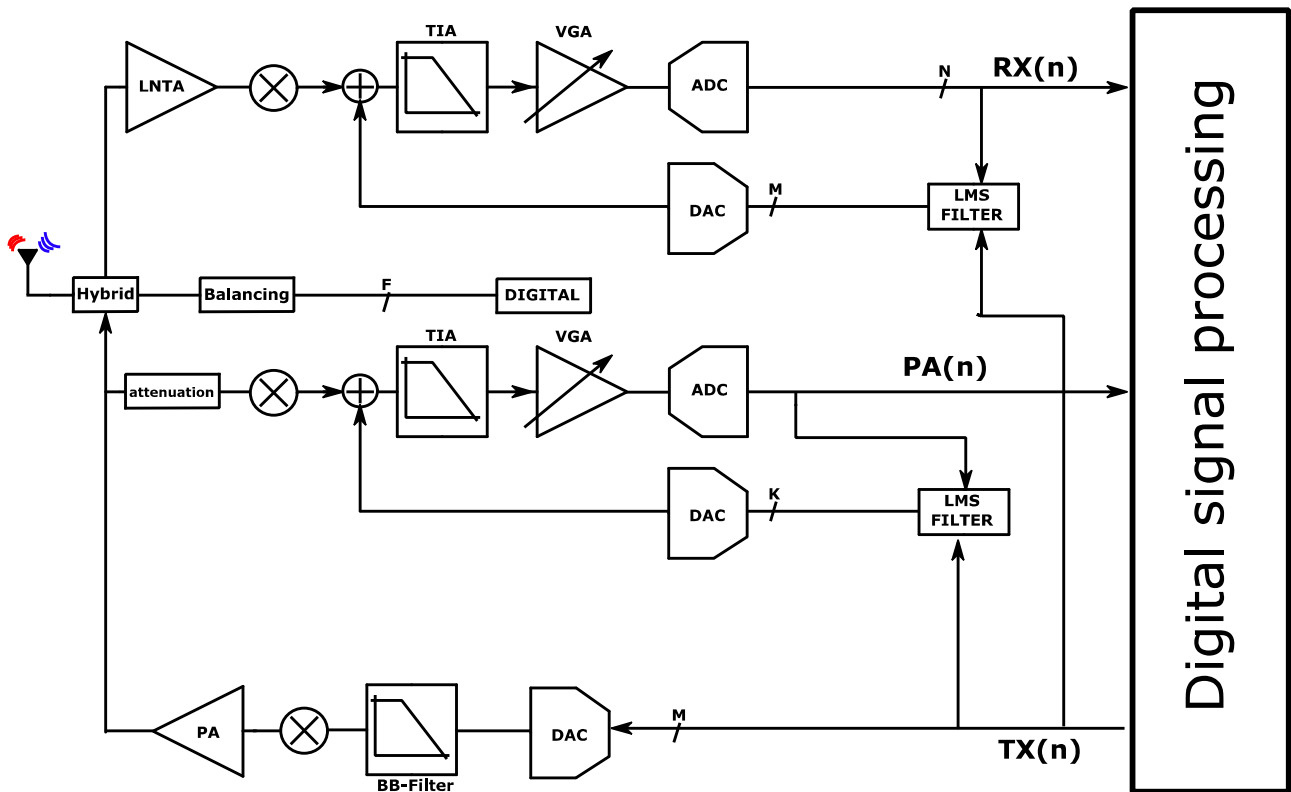 TIA
VGA
LNTA
ADC
N
RX(n)
DAC
M
LMS
FILTER
Hybrid
Balancing
F
DIGITAL
TIA
VGA
attenuation
ADC
PA(n)
DAC
K
LMS
FILTER
PA
BB-Filter
DAC
M
TX(n)
Digital signal processing